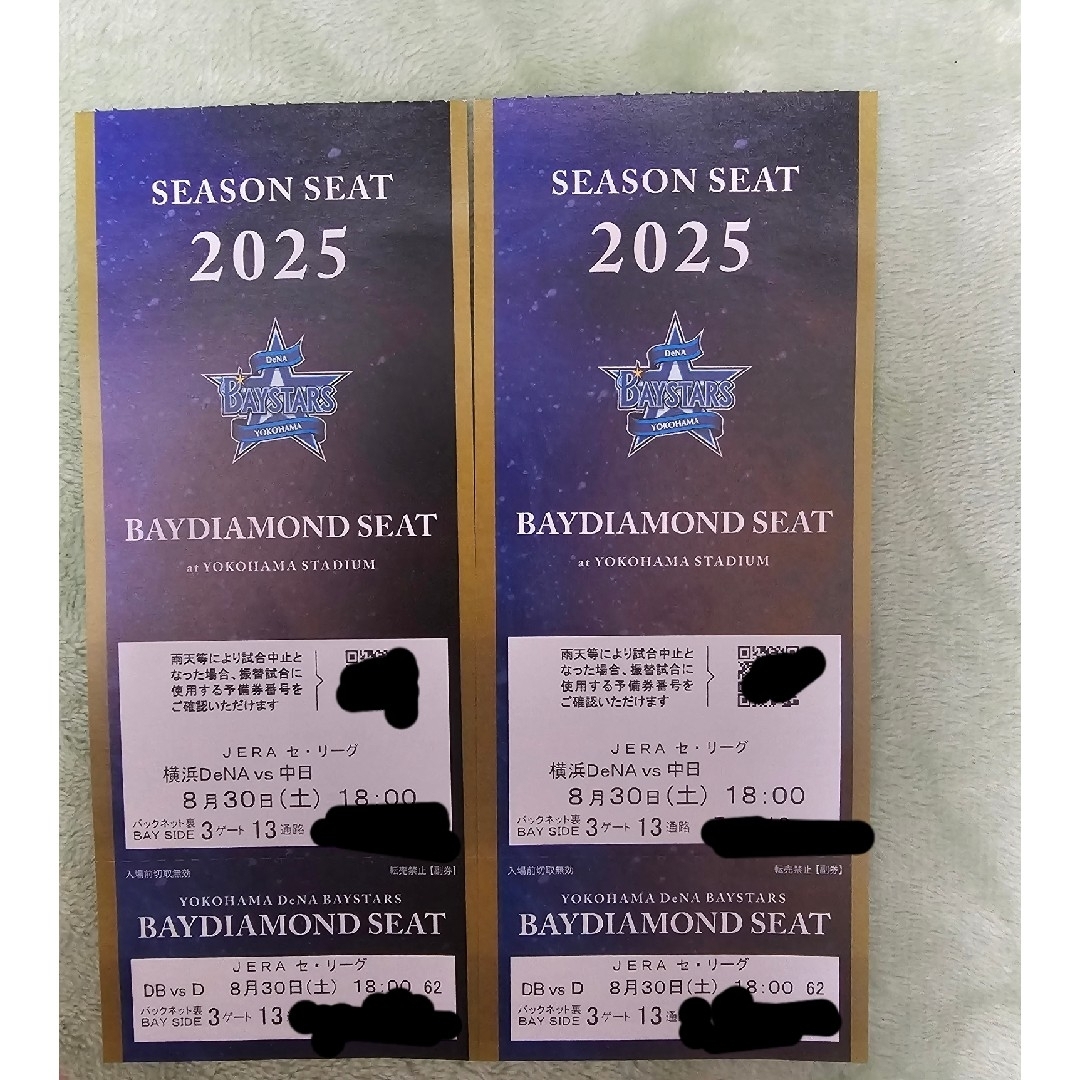 SEASON SEAT
2025
DeNA
BAYSTARS
YOKOHAMA
BAYDIAMOND SEAT
at YOKOHAMA STADIUM
雨天等により試合中止と
なった場合、振替試合に
使用する予備券番号を
ご確認いただけます
JERA セ・リーグ
横浜DeNA vs 中日
8月30日(土) 18:00
バックネット裏
BAY SIDE 3ゲート 13通路
入場前切取無効 転売禁止【副券】
YOKOHAMA DeNA BAYSTARS
BAYDIAMOND SEAT
JERA セ・リーグ
DB vs D 8月30日(土) 18:00 62
バックネット裏
BAY SIDE 3ゲート 13
SEASON SEAT
2025
DeNA
BAYSTARS
YOKOHAMA
BAYDIAMOND SEAT
at YOKOHAMA STADIUM
雨天等により試合中止と
なった場合、振替試合に
使用する予備券番号を
ご確認いただけます
JERA セ・リーグ
横浜DeNA vs 中日
8月30日(土) 18:00
バックネット裏
BAY SIDE 3ゲート 13通路
入場前切取無効 転売禁止【副券】
YOKOHAMA DeNA BAYSTARS
BAYDIAMOND SEAT
JERA セ・リーグ
DB vs D 8月30日(土) 18:00 62
バックネット裏
BAY SIDE 3ゲート 13通